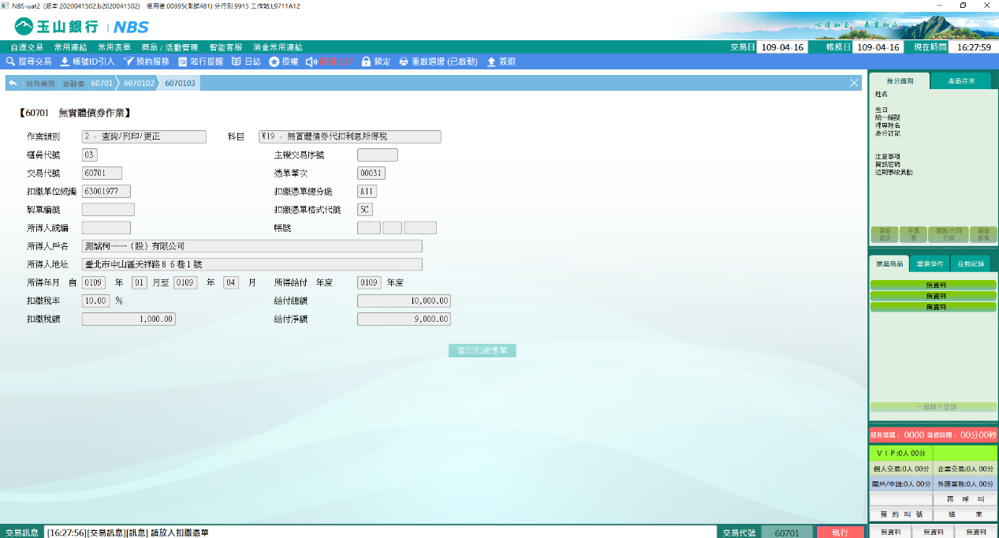 NBS-uat2 (版本:2020041502.b2020041502) 使用者:00395(測試481) 分行別:9915 工作站:L9711A12
玉山銀行 NBS
心清如玉 義重如山
自選交易 常用連結 常用表單 商品 / 活動管理 智能客服 消金常用連結
交易日 109-04-16 帳務日 109-04-16 現在時間 16:27:59
搜尋交易 帳號ID引入 預約服務 蒞行提醒 日誌 授權 鎖定 重啟週邊 (已啟動) 簽退
特殊業務 金融債 60701 6070102 6070103
【60701 無實體債券作業】
作業類別 2 - 查詢/列印/更正 科目 W19 - 無實體債券代扣利息所得稅
櫃員代號 03 主機交易序號
交易代號 60701 憑單筆次 00031
扣繳單位統編 63001977 扣繳憑單總分處 A11
製單編號 扣繳憑單格式代號 5C
所得人統編 帳號
所得人戶名 測試柯一一（股）有限公司
所得人地址 臺北市中山區天祥路８６巷１號
所得年月 自 0109 年 01 月至 0109 年 04 月 所得給付 年度 0109 年度
扣繳稅率 10.00 % 給付總額 10,000.00
扣繳稅額 1,000.00 給付淨額 9,000.00
套印扣繳憑單
身分識別 產品往來
姓名
生日
統一編號
理專姓名
身分註記
注意事項
資訊密碼
近期事故異動
顧客資訊 手續費 顧客影像
推薦商品 重要事件 互動記錄
無資料
無資料
無資料
一般轉介登錄
服務號碼： 0000 等候時間： 00分00秒
ＶＩＰ:0人 00分
個人交易:0人 00分 企業交易:0人 00分
開戶/申請:0人 00分 外匯業務:0人 00分
再 呼 叫
預 約 叫 號 結 束
無資料 無資料 無資料
交易訊息 [16:27:56][交易訊息][訊息] 請放入扣繳憑單 交易代號 60701 執行